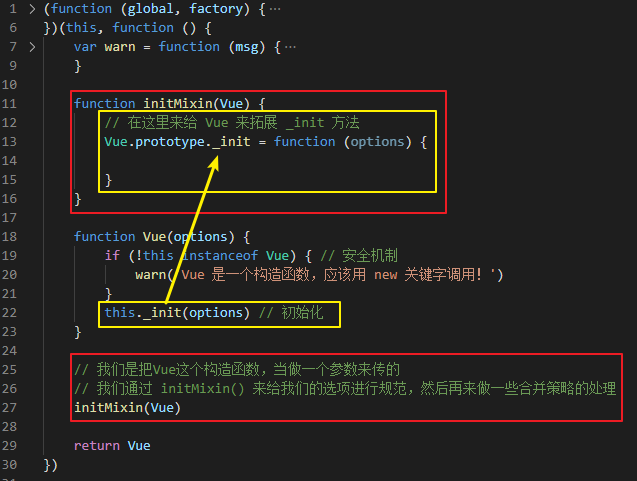 1 (function (global, factory) {…
6 })(this, function () {
7 var warn = function (msg) {…
9 }
10
11 function initMixin(Vue) {
12 // 在这里来给 Vue 来拓展 _init 方法
13 Vue.prototype._init = function (options) {
14
15 }
16 }
17
18 function Vue(options) {
19 if (!this instanceof Vue) { // 安全机制
20 warn('Vue 是一个构造函数，应该用 new 关键字调用！')
21 }
22 this._init(options) // 初始化
23 }
24
25 // 我们是把Vue这个构造函数，当做一个参数来传的
26 // 我们通过 initMixin() 来给我们的选项进行规范，然后再来做一些合并策略的处理
27 initMixin(Vue)
28
29 return Vue
30 })